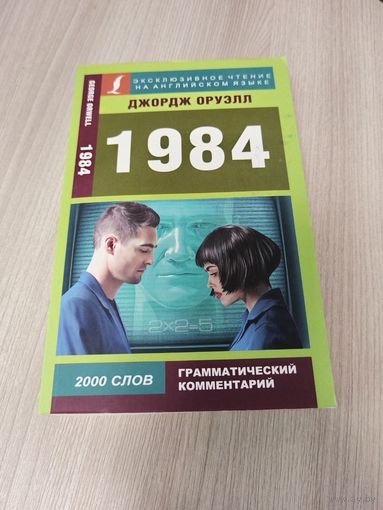 ЭКСКЛЮЗИВНОЕ ЧТЕНИЕ
НА АНГЛИЙСКОМ ЯЗЫКЕ
GEORGE ORWELL 1984
ДЖОРДЖ ОРУЭЛЛ
1984
2×2=5
2000 СЛОВ
ГРАММАТИЧЕСКИЙ
КОММЕНТАРИЙ